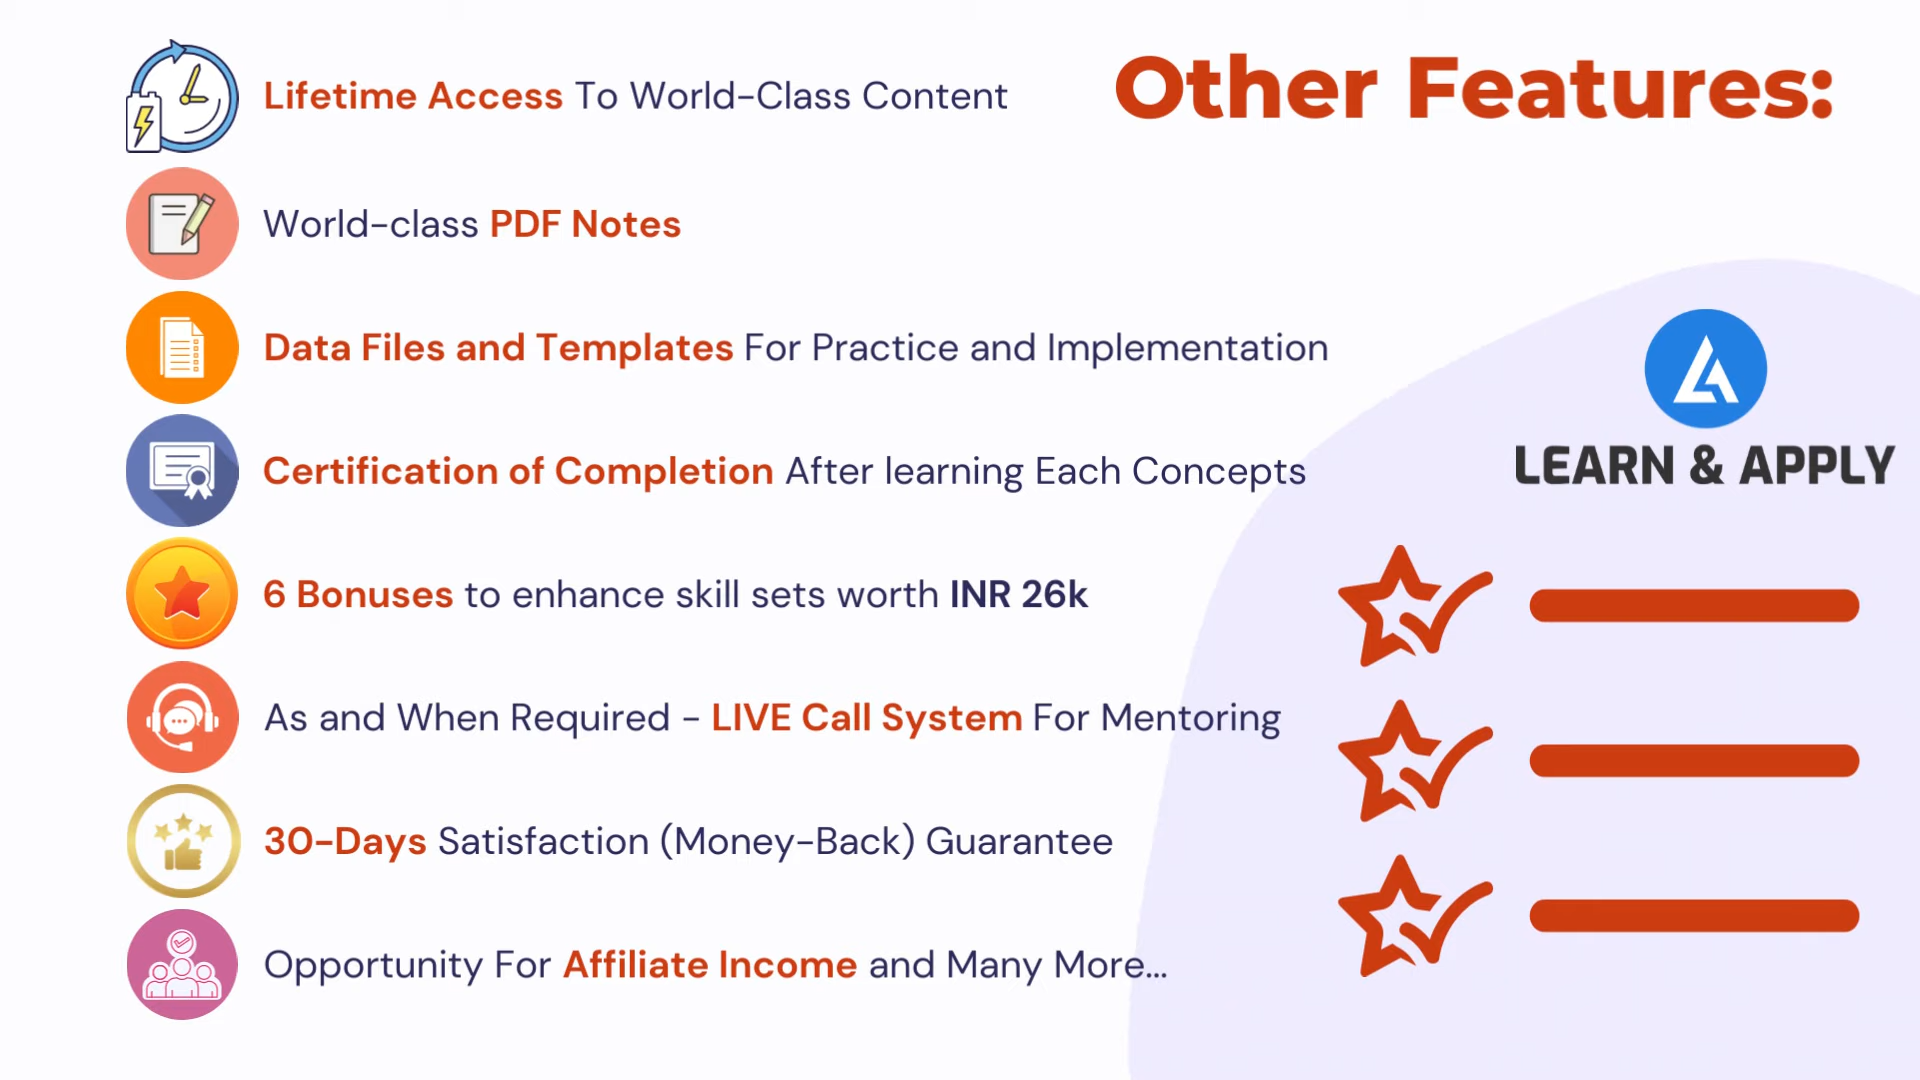 Other Features:
Lifetime Access To World-Class Content
World-class PDF Notes
Data Files and Templates For Practice and Implementation
Certification of Completion After learning Each Concepts
6 Bonuses to enhance skill sets worth INR 26k
As and When Required - LIVE Call System For Mentoring
30-Days Satisfaction (Money-Back) Guarantee
Opportunity For Affiliate Income and Many More...
LEARN & APPLY